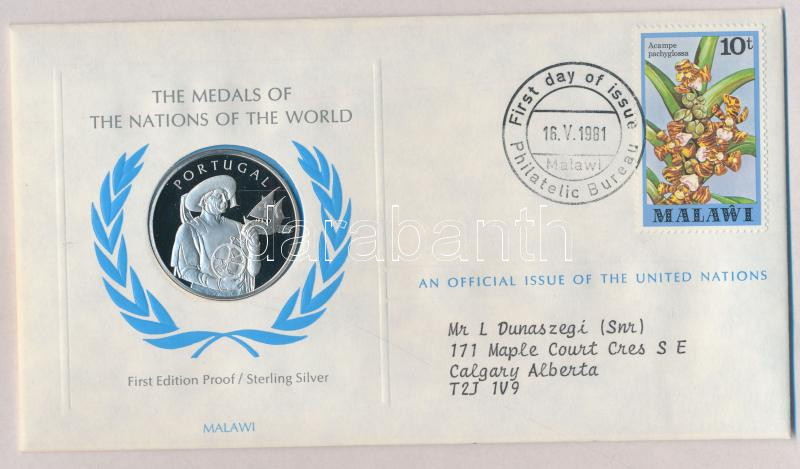 THE MEDALS OF
THE NATIONS OF THE WORLD
PORTUGAL
First Edition Proof / Sterling Silver
MALAWI
First day of issue
16.V.1981
Malawi
Philatelic Bureau
Acampe
pachyglossa
10t
MALAŴI
AN OFFICIAL ISSUE OF THE UNITED NATIONS
Mr L Dunaszegi (Snr)
171 Maple Court Cres S E
Calgary Alberta
T2J 1V9
darabanth